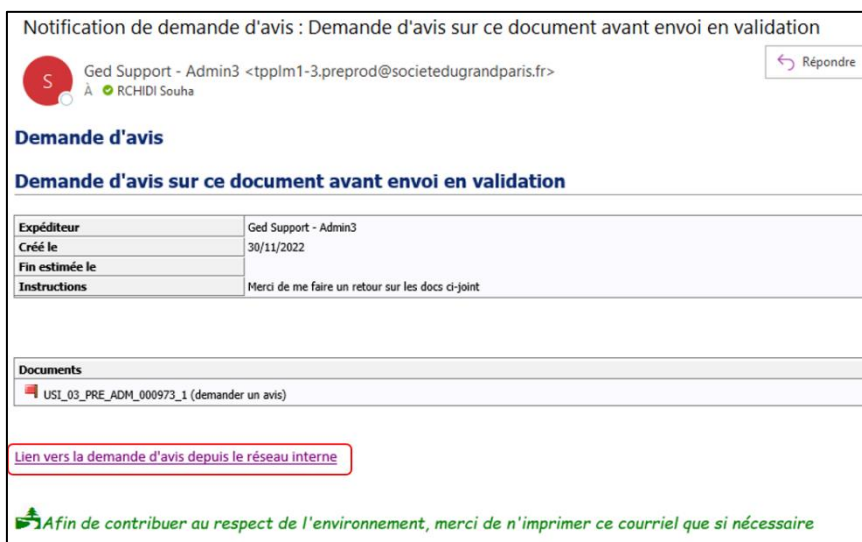 Notification de demande d'avis : Demande d'avis sur ce document avant envoi en validation
S
Ged Support - Admin3 <tpplm1-3.preprod@societedugrandparis.fr>
Répondre
À RCHIDI Souha
Demande d'avis
Demande d'avis sur ce document avant envoi en validation
Expéditeur Ged Support - Admin3
Créé le 30/11/2022
Fin estimée le
Instructions Merci de me faire un retour sur les docs ci-joint
Documents
USI_03_PRE_ADM_000973_1 (demander un avis)
Lien vers la demande d'avis depuis le réseau interne
Afin de contribuer au respect de l'environnement, merci de n'imprimer ce courriel que si nécessaire